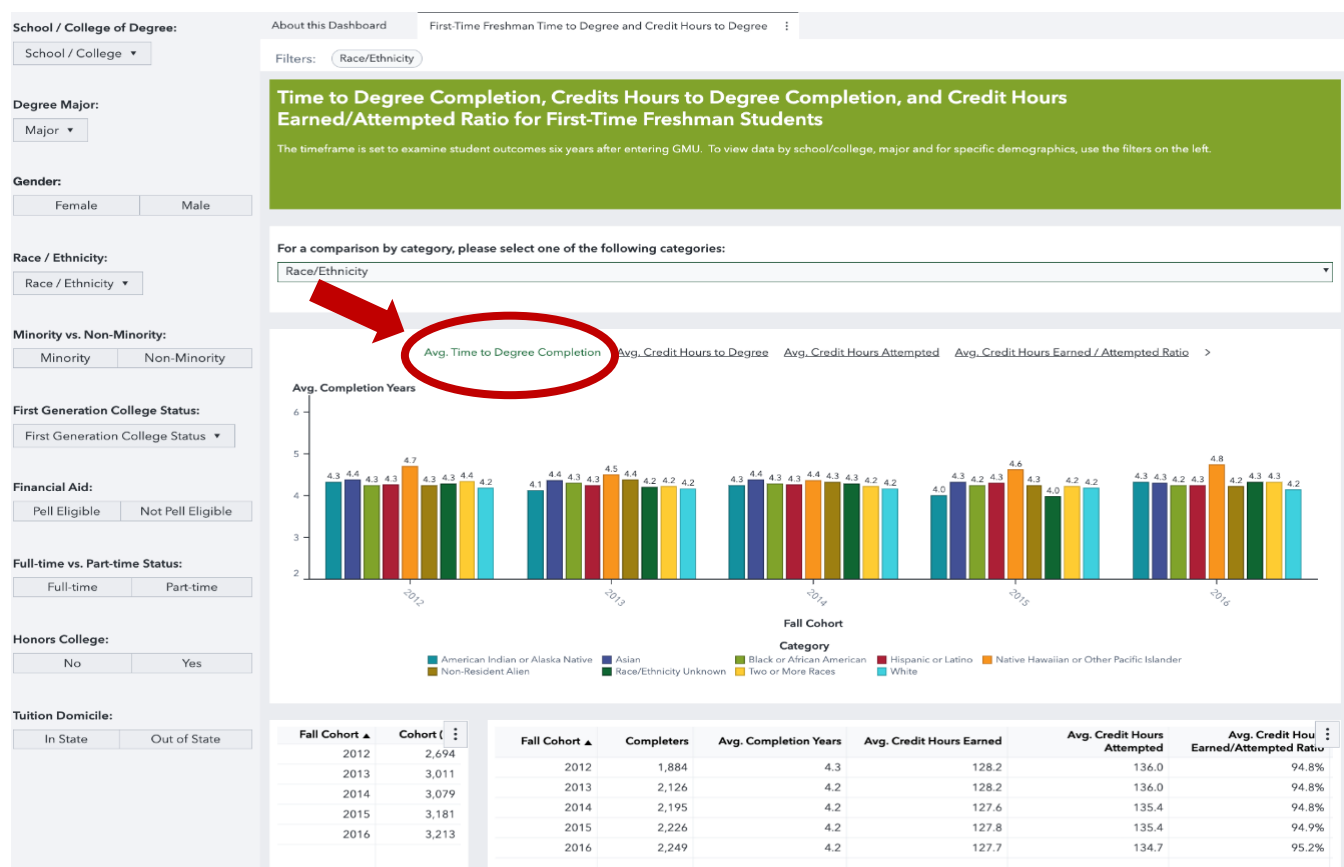 School / College of Degree:
School / College ▼
Degree Major:
Major ▼
Gender:
Female Male
Race / Ethnicity:
Race / Ethnicity ▼
Minority vs. Non-Minority:
Minority Non-Minority
First Generation College Status:
First Generation College Status ▼
Financial Aid:
Pell Eligible Not Pell Eligible
Full-time vs. Part-time Status:
Full-time Part-time
Honors College:
No Yes
Tuition Domicile:
In State Out of State
About this Dashboard First-Time Freshman Time to Degree and Credit Hours to Degree
Filters: Race/Ethnicity
Time to Degree Completion, Credits Hours to Degree Completion, and Credit Hours
Earned/Attempted Ratio for First-Time Freshman Students
The timeframe is set to examine student outcomes six years after entering GMU. To view data by school/college, major and for specific demographics, use the filters on the left.
For a comparison by category, please select one of the following categories:
Race/Ethnicity
Avg. Time to Degree Completion Avg. Credit Hours to Degree Avg. Credit Hours Attempted Avg. Credit Hours Earned / Attempted Ratio >
Avg. Completion Years
6
5
4
3
2
4.3 4.4 4.3 4.3 4.7 4.3 4.3 4.4 4.2
4.1 4.4 4.3 4.3 4.5 4.4 4.2 4.2 4.2
4.3 4.4 4.3 4.3 4.4 4.3 4.3 4.2 4.2
4.0 4.3 4.2 4.3 4.6 4.3 4.0 4.2 4.2
4.3 4.3 4.2 4.3 4.8 4.2 4.3 4.3 4.2
2012 2013 2014 2015 2016
Fall Cohort
Category
American Indian or Alaska Native Asian Black or African American Hispanic or Latino Native Hawaiian or Other Pacific Islander
Non-Resident Alien Race/Ethnicity Unknown Two or More Races White
Fall Cohort ▲ Cohort (
2012 2,694
2013 3,011
2014 3,079
2015 3,181
2016 3,213
Fall Cohort ▲ Completers Avg. Completion Years Avg. Credit Hours Earned Avg. Credit Hours Attempted Avg. Credit Hou Earned/Attempted Ratio
2012 1,884 4.3 128.2 136.0 94.8%
2013 2,126 4.2 128.2 136.0 94.8%
2014 2,195 4.2 127.6 135.4 94.8%
2015 2,226 4.2 127.8 135.4 94.9%
2016 2,249 4.2 127.7 134.7 95.2%